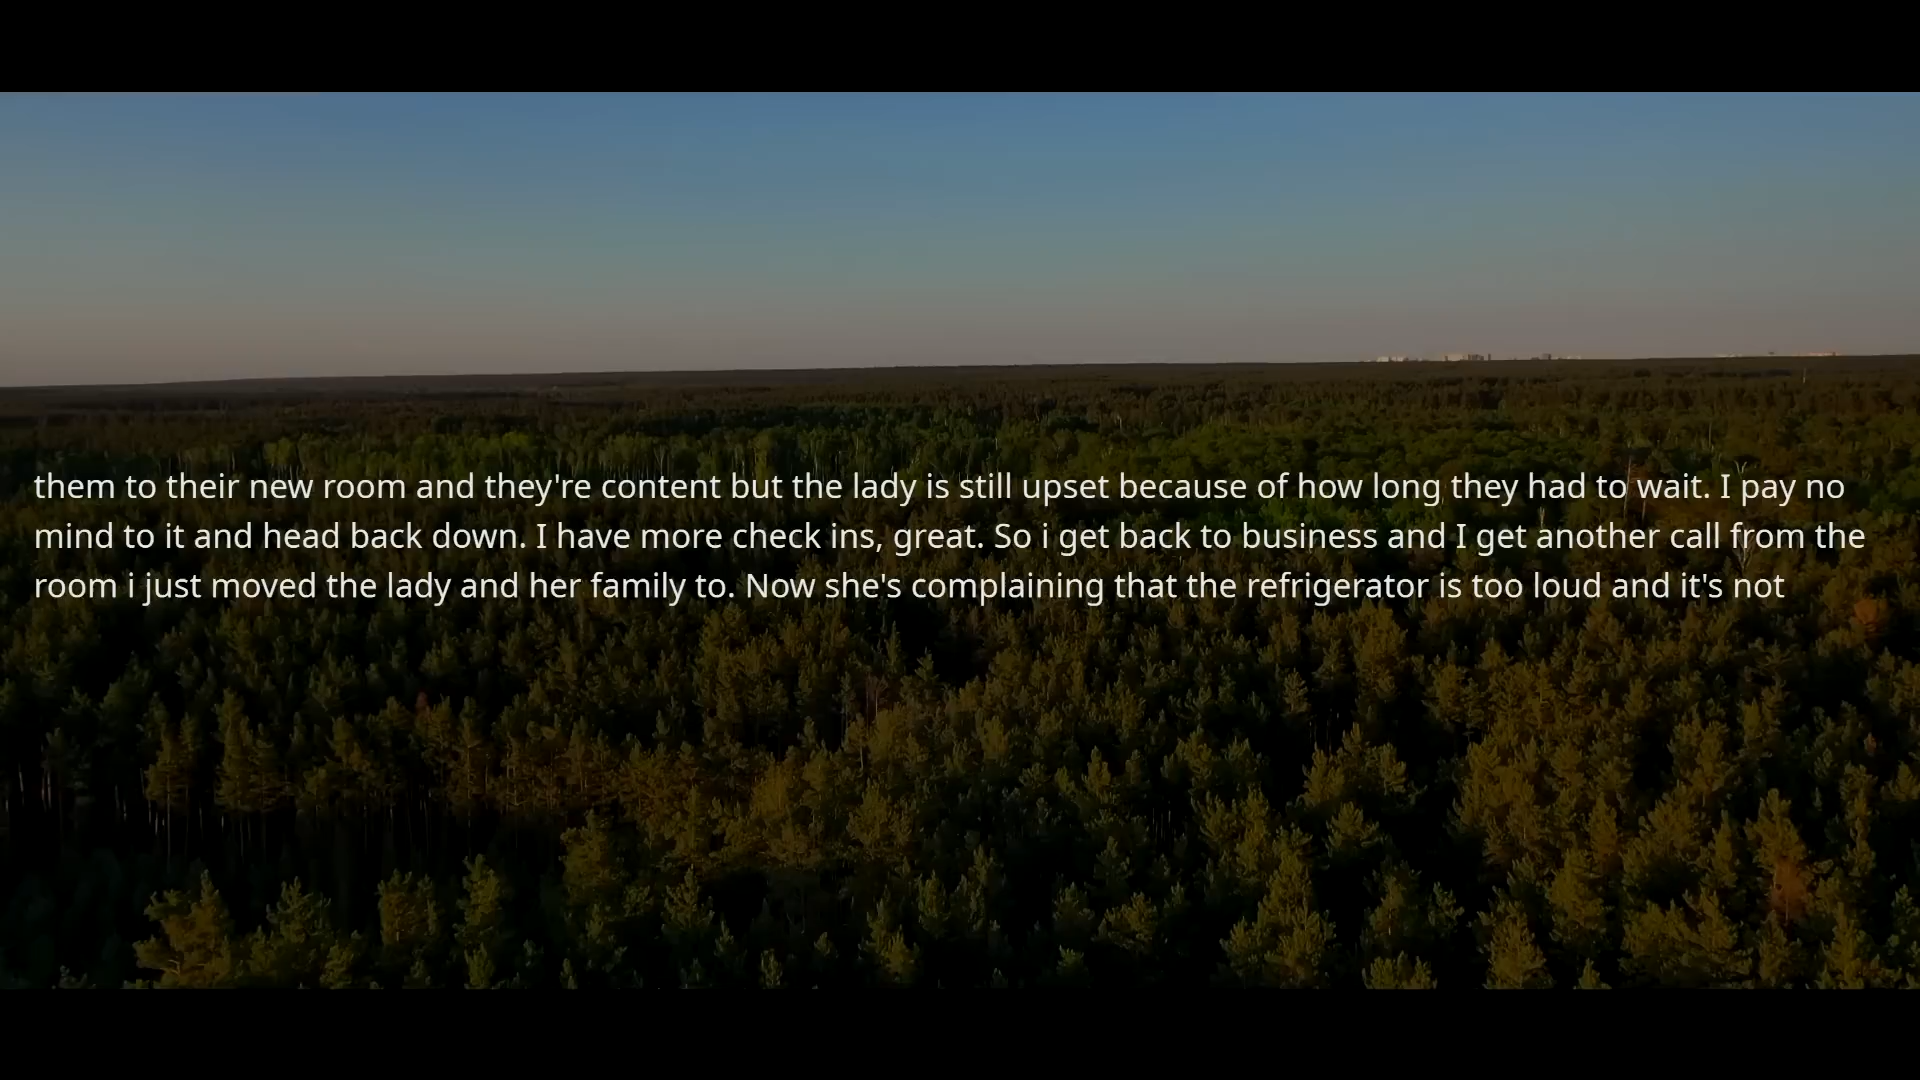 them to their new room and they're content but the lady is still upset because of how long they had to wait. I pay no
mind to it and head back down. I have more check ins, great. So i get back to business and I get another call from the
room i just moved the lady and her family to. Now she's complaining that the refrigerator is too loud and it's not